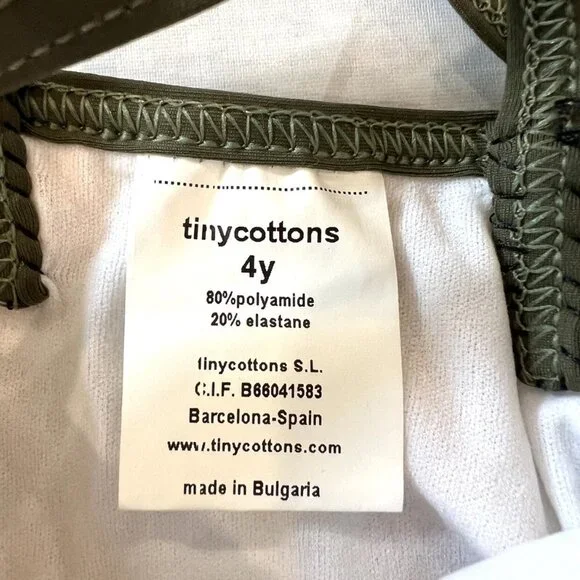 tinycottons
4y
80%polyamide
20% elastane
tinycottons S.L.
C.I.F. B66041583
Barcelona-Spain
www.tinycottons.com
made in Bulgaria